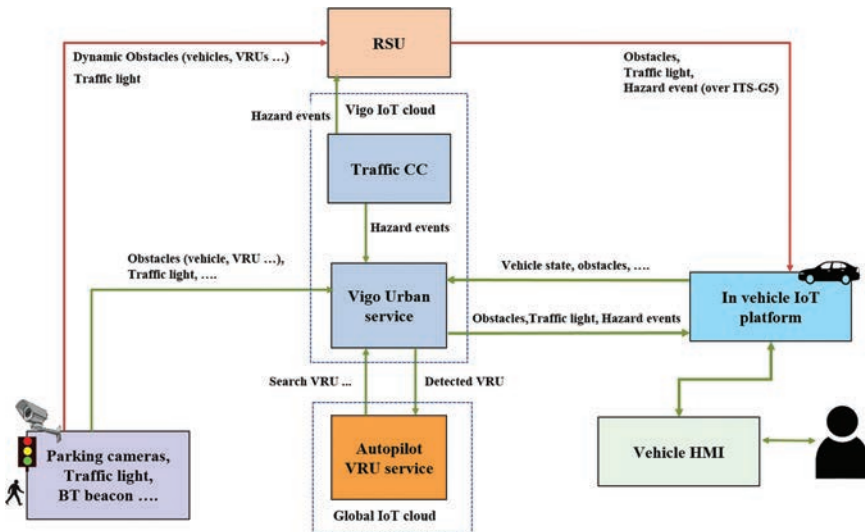 RSU
Dynamic Obstacles (vehicles, VRUs …)
Traffic light
Obstacles,
Traffic light,
Hazard event (over ITS-G5)
Hazard events
Vigo IoT cloud
Traffic CC
Hazard events
Obstacles (vehicle, VRU …),
Traffic light, ….
Vigo Urban
service
Vehicle state, obstacles, ….
In vehicle IoT
platform
Obstacles,Traffic light, Hazard events
Search VRU ...
Detected VRU
Parking cameras,
Traffic light,
BT beacon ….
Autopilot
VRU service
Vehicle HMI
Global IoT cloud